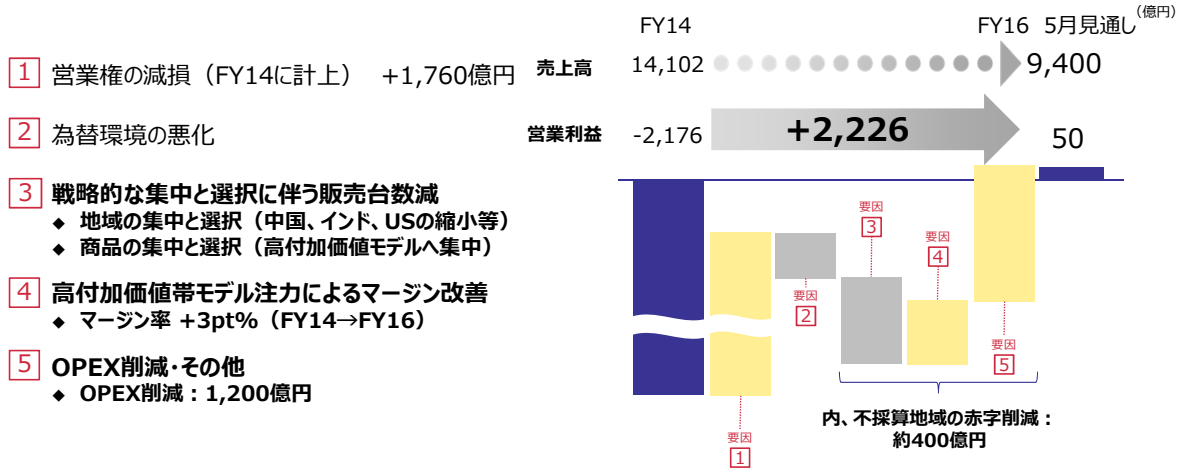 (億円)
FY14
FY16 5月見通し
1 営業権の減損（FY14に計上） +1,760億円
売上高
14,102
9,400
2 為替環境の悪化
営業利益
-2,176
+2,226
50
3 戦略的な集中と選択に伴う販売台数減
◆ 地域の集中と選択（中国、インド、USの縮小等）
◆ 商品の集中と選択（高付加価値モデルへ集中）
4 高付加価値帯モデル注力によるマージン改善
◆ マージン率 +3pt%（FY14→FY16）
5 OPEX削減・その他
◆ OPEX削減：1,200億円
要因
3
要因
4
要因
2
要因
5
要因
1
内、不採算地域の赤字削減：
約400億円